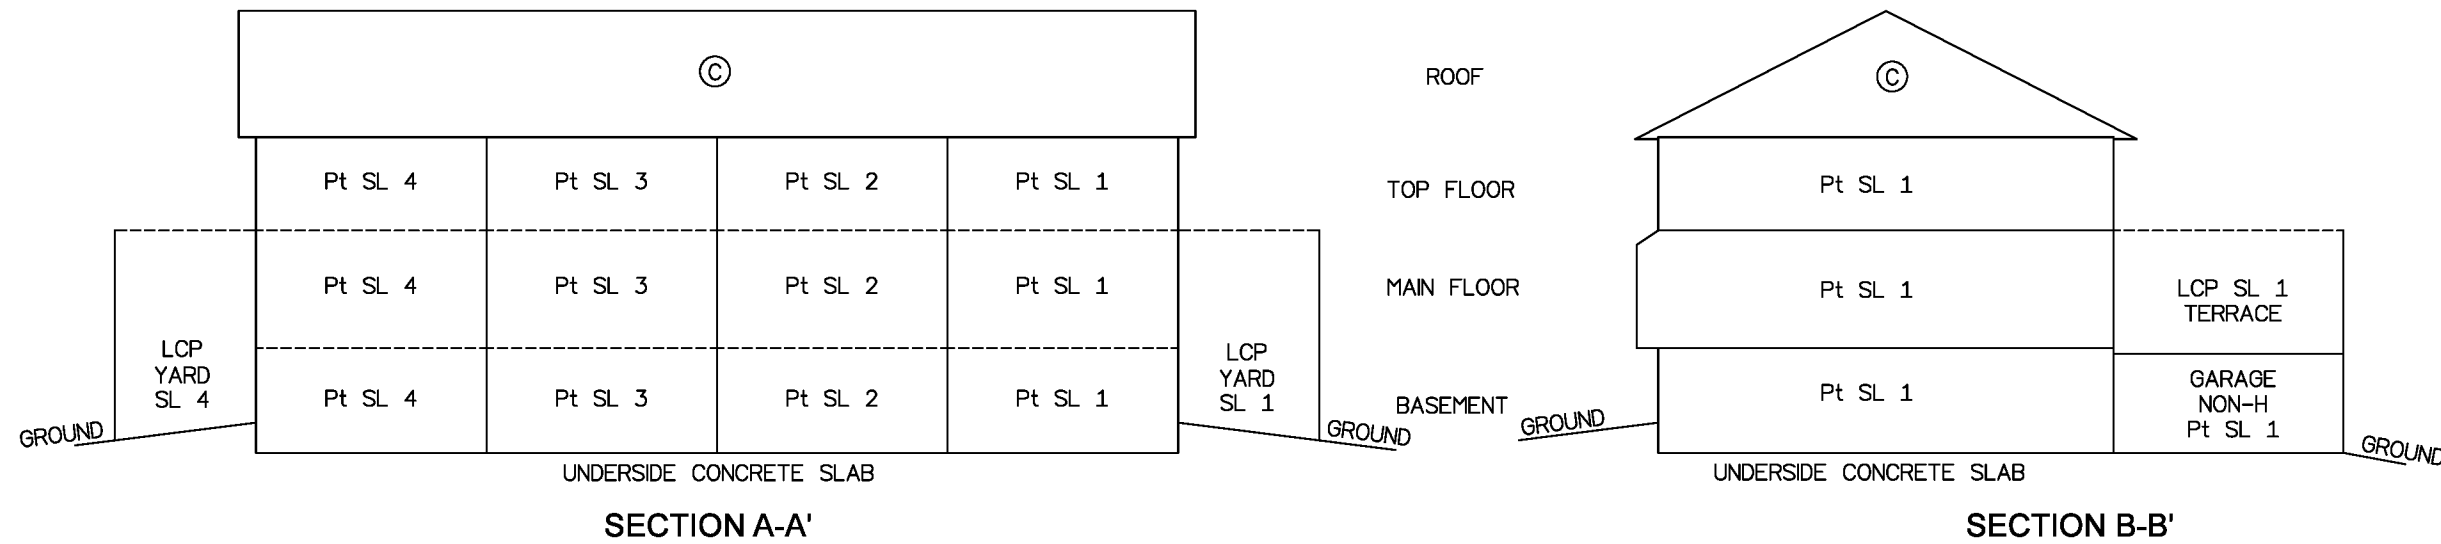 Ⓒ
Pt SL 4
Pt SL 3
Pt SL 2
Pt SL 1
Pt SL 4
Pt SL 3
Pt SL 2
Pt SL 1
LCP
YARD
SL 4
Pt SL 4
Pt SL 3
Pt SL 2
Pt SL 1
LCP
YARD
SL 1
GROUND
GROUND
UNDERSIDE CONCRETE SLAB
SECTION A-A'
ROOF
TOP FLOOR
MAIN FLOOR
BASEMENT
Ⓒ
Pt SL 1
Pt SL 1
LCP SL 1
TERRACE
Pt SL 1
GARAGE
NON-H
Pt SL 1
GROUND
GROUND
UNDERSIDE CONCRETE SLAB
SECTION B-B'